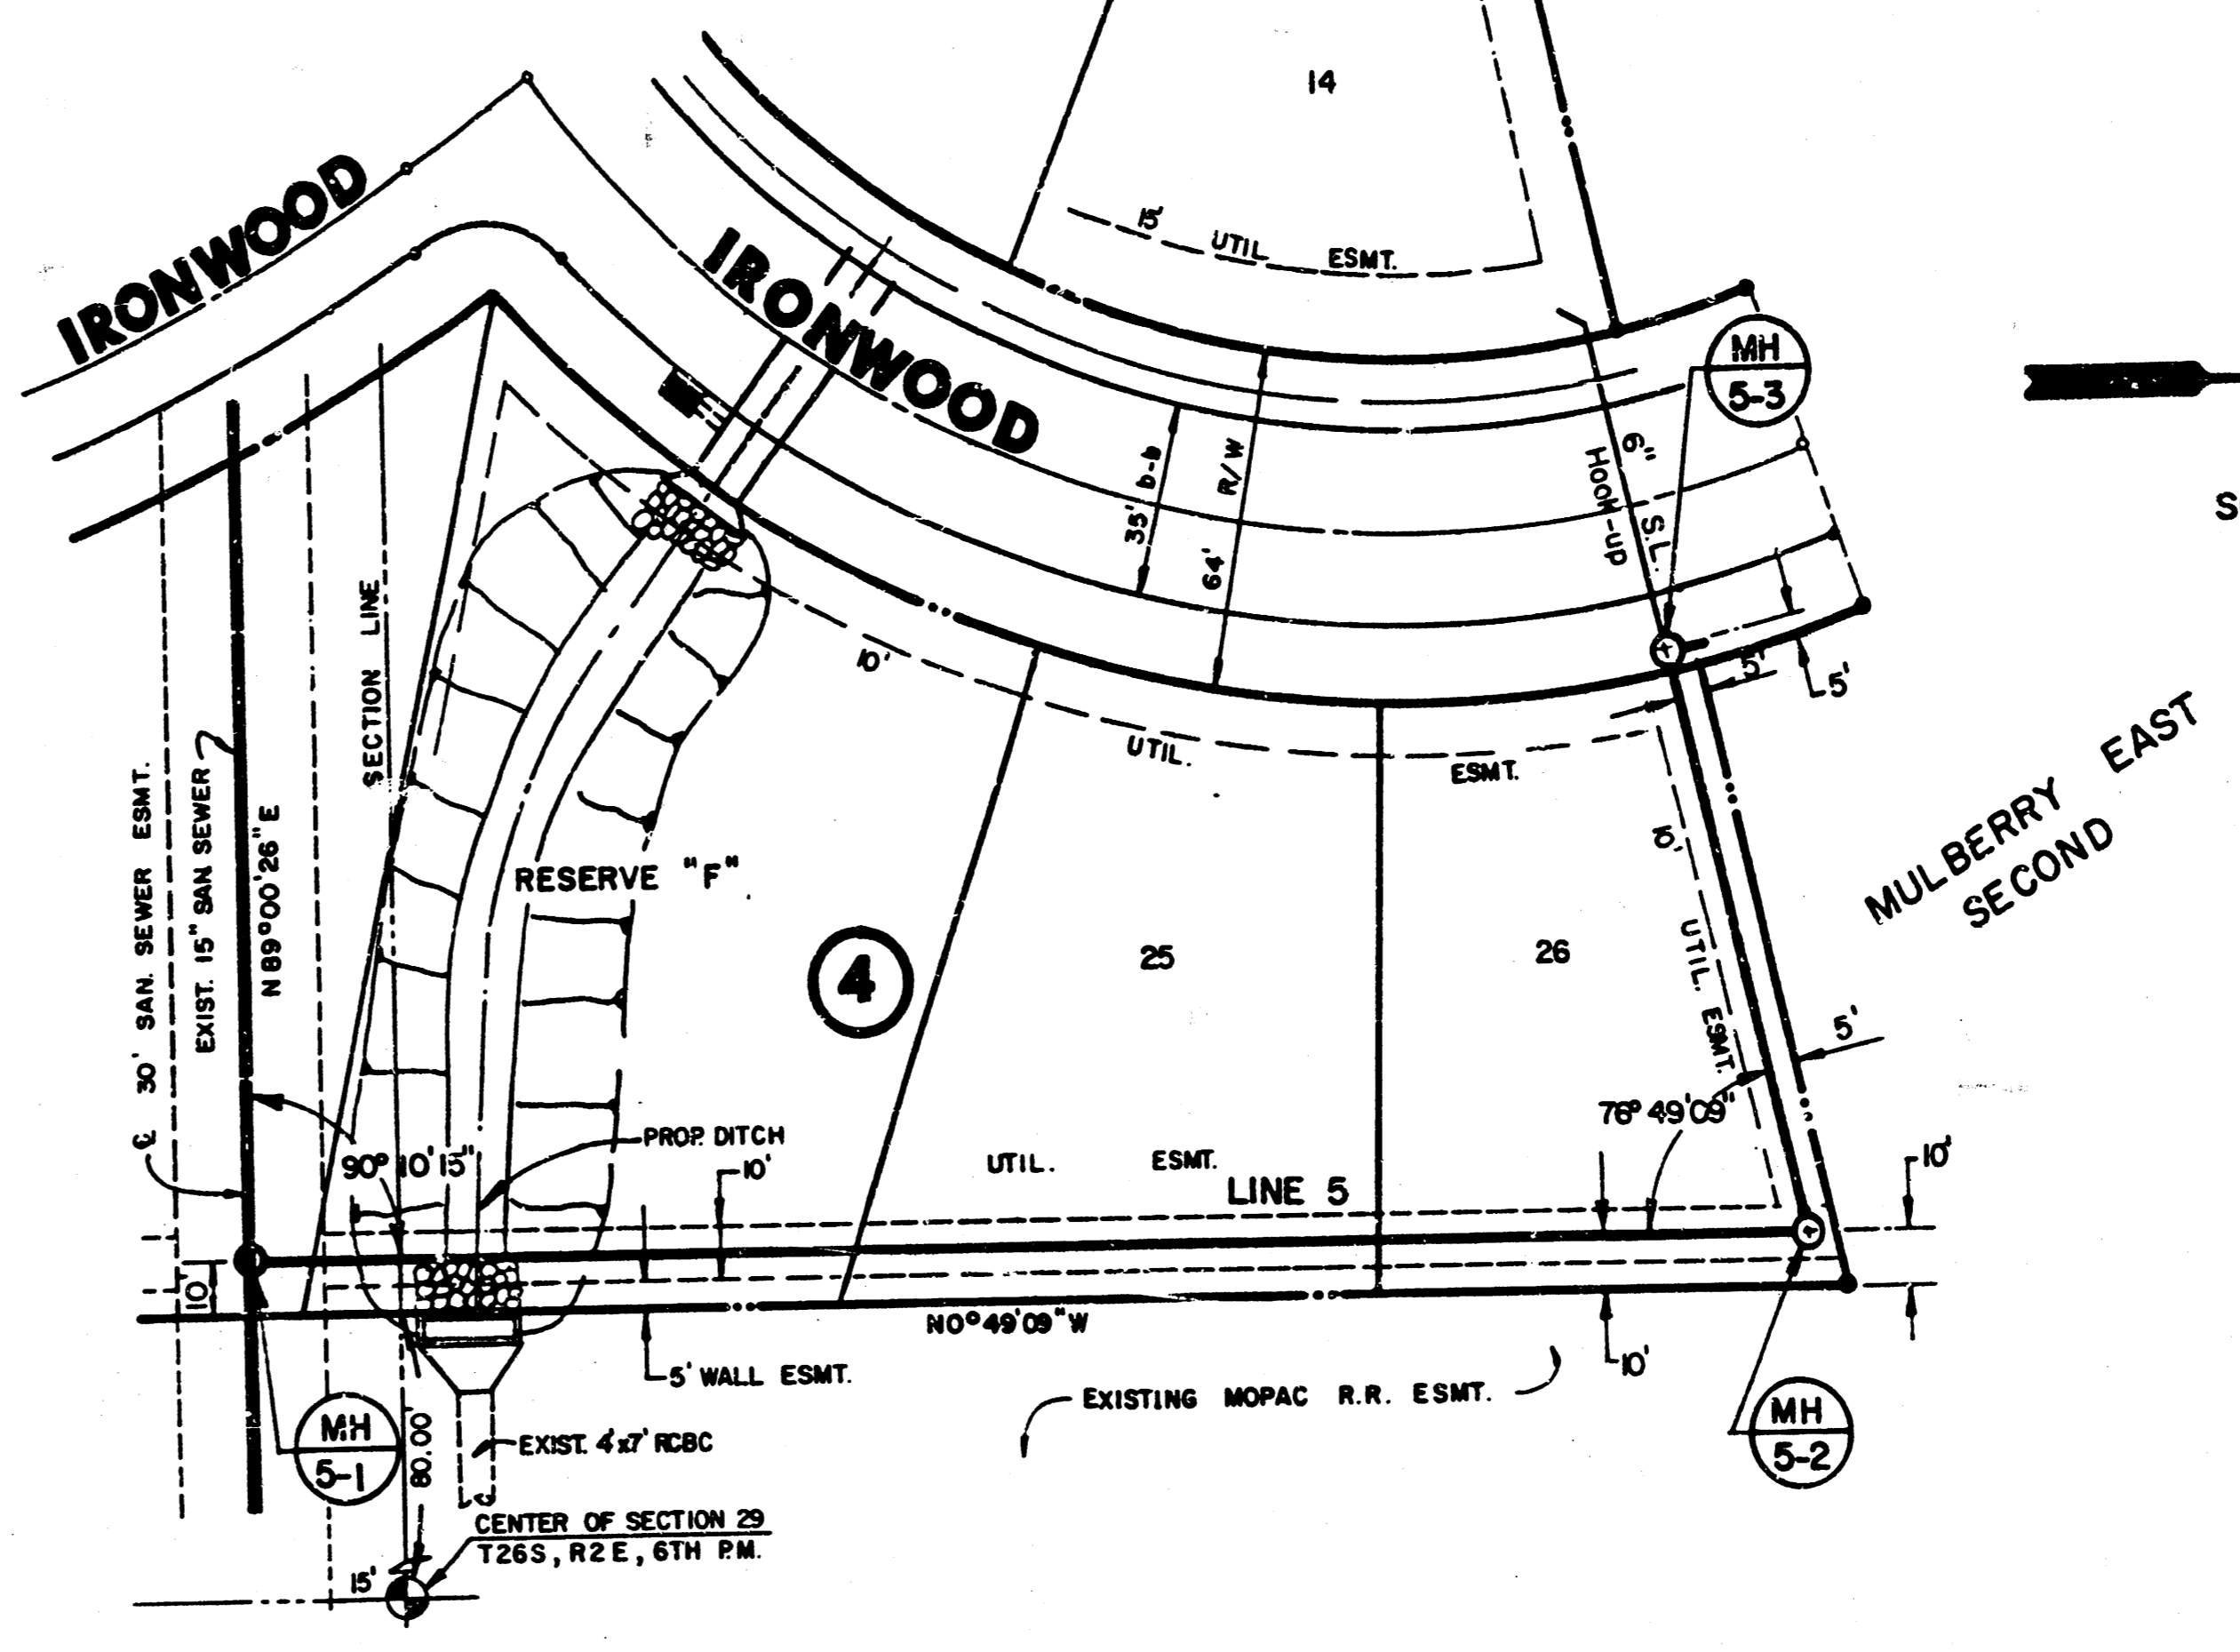 14
IRONWOOD
15'
UTIL. ESMT.
IRONWOOD
MH
5-3
6"
S.L.
HOOK-UP
35' b-b
64' R/W
S
5'
5'
10'
UTIL. ESMT.
MULBERRY EAST
SECOND
SECTION LINE
℄ 30' SAN. SEWER ESMT.
EXIST. 15" SAN SEWER
N 89°00'26" E
RESERVE "F"
4
25
26
10'
UTIL. ESMT.
5'
76° 49'09"
PROP. DITCH
90° 10' 15"
10'
UTIL. ESMT.
LINE 5
10'
10'
N0°49'09"W
5' WALL ESMT.
10'
EXISTING MOPAC R.R. ESMT.
MH
5-1
80.00
EXIST. 4'x7' RCBC
MH
5-2
CENTER OF SECTION 29
T26S, R2E, 6TH P.M.
15'